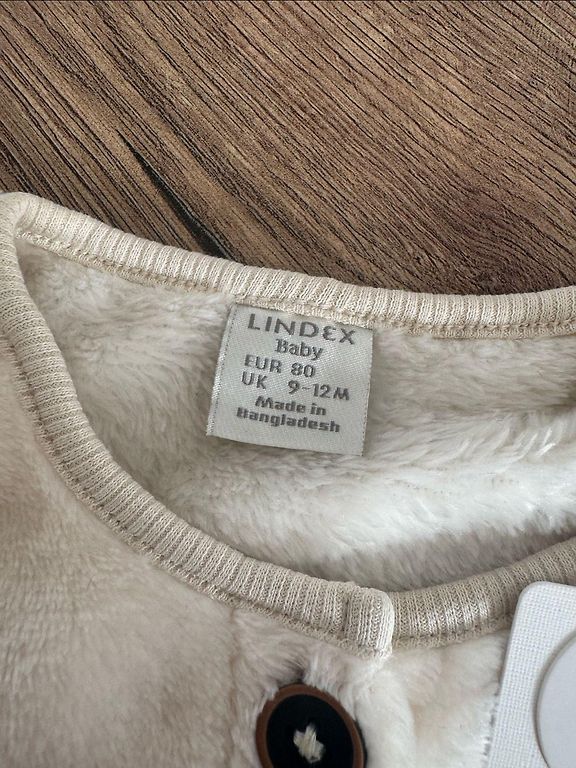 LINDEX
Baby
EUR 80
UK 9-12M
Made in
Bangladesh